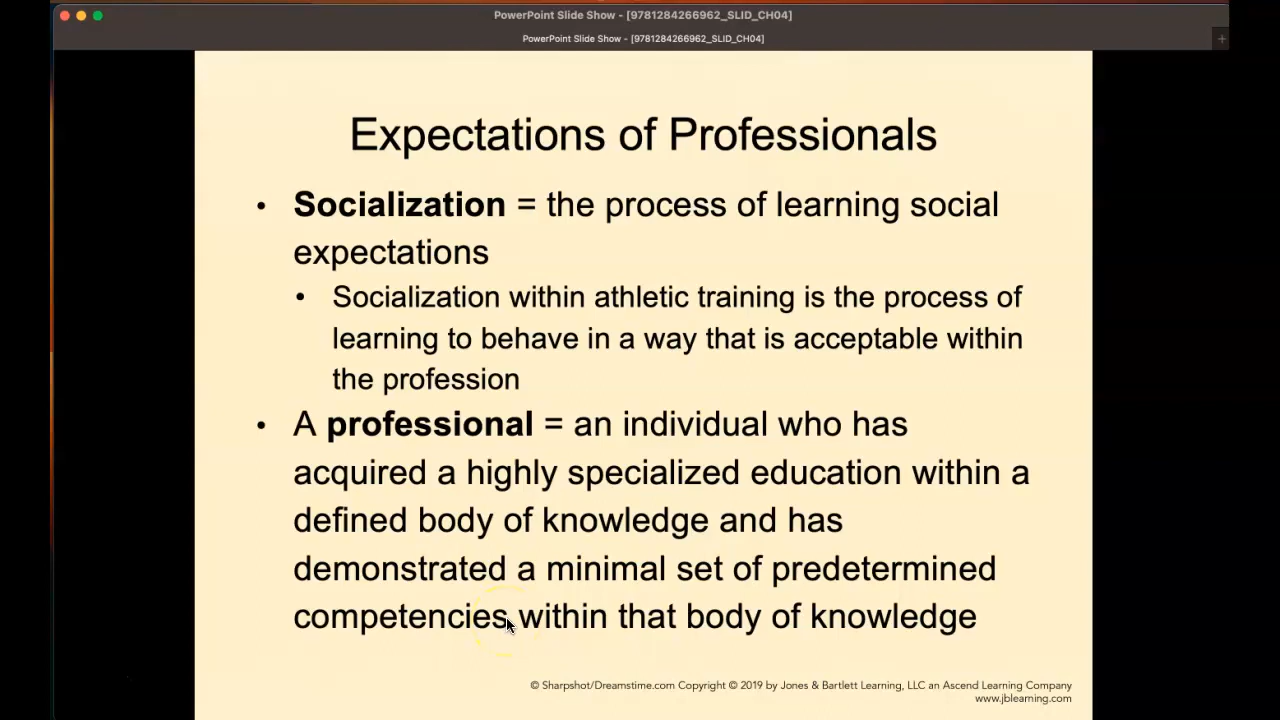 PowerPoint Slide Show - [9781284266962_SLID_CH04]
PowerPoint Slide Show - [9781284266962_SLID_CH04]
+
Expectations of Professionals
• Socialization = the process of learning social
expectations
• Socialization within athletic training is the process of
learning to behave in a way that is acceptable within
the profession
• A professional = an individual who has
acquired a highly specialized education within a
defined body of knowledge and has
demonstrated a minimal set of predetermined
competencies within that body of knowledge
© Sharpshot/Dreamstime.com Copyright © 2019 by Jones & Bartlett Learning, LLC an Ascend Learning Company
www.jblearning.com